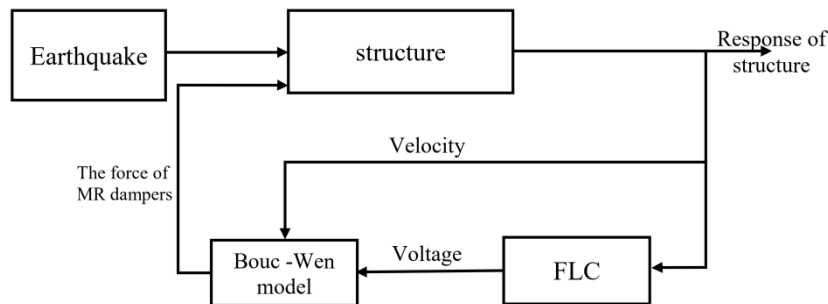 Earthquake
structure
Response of
structure
Velocity
The force of
MR dampers
Bouc -Wen
model
Voltage
FLC